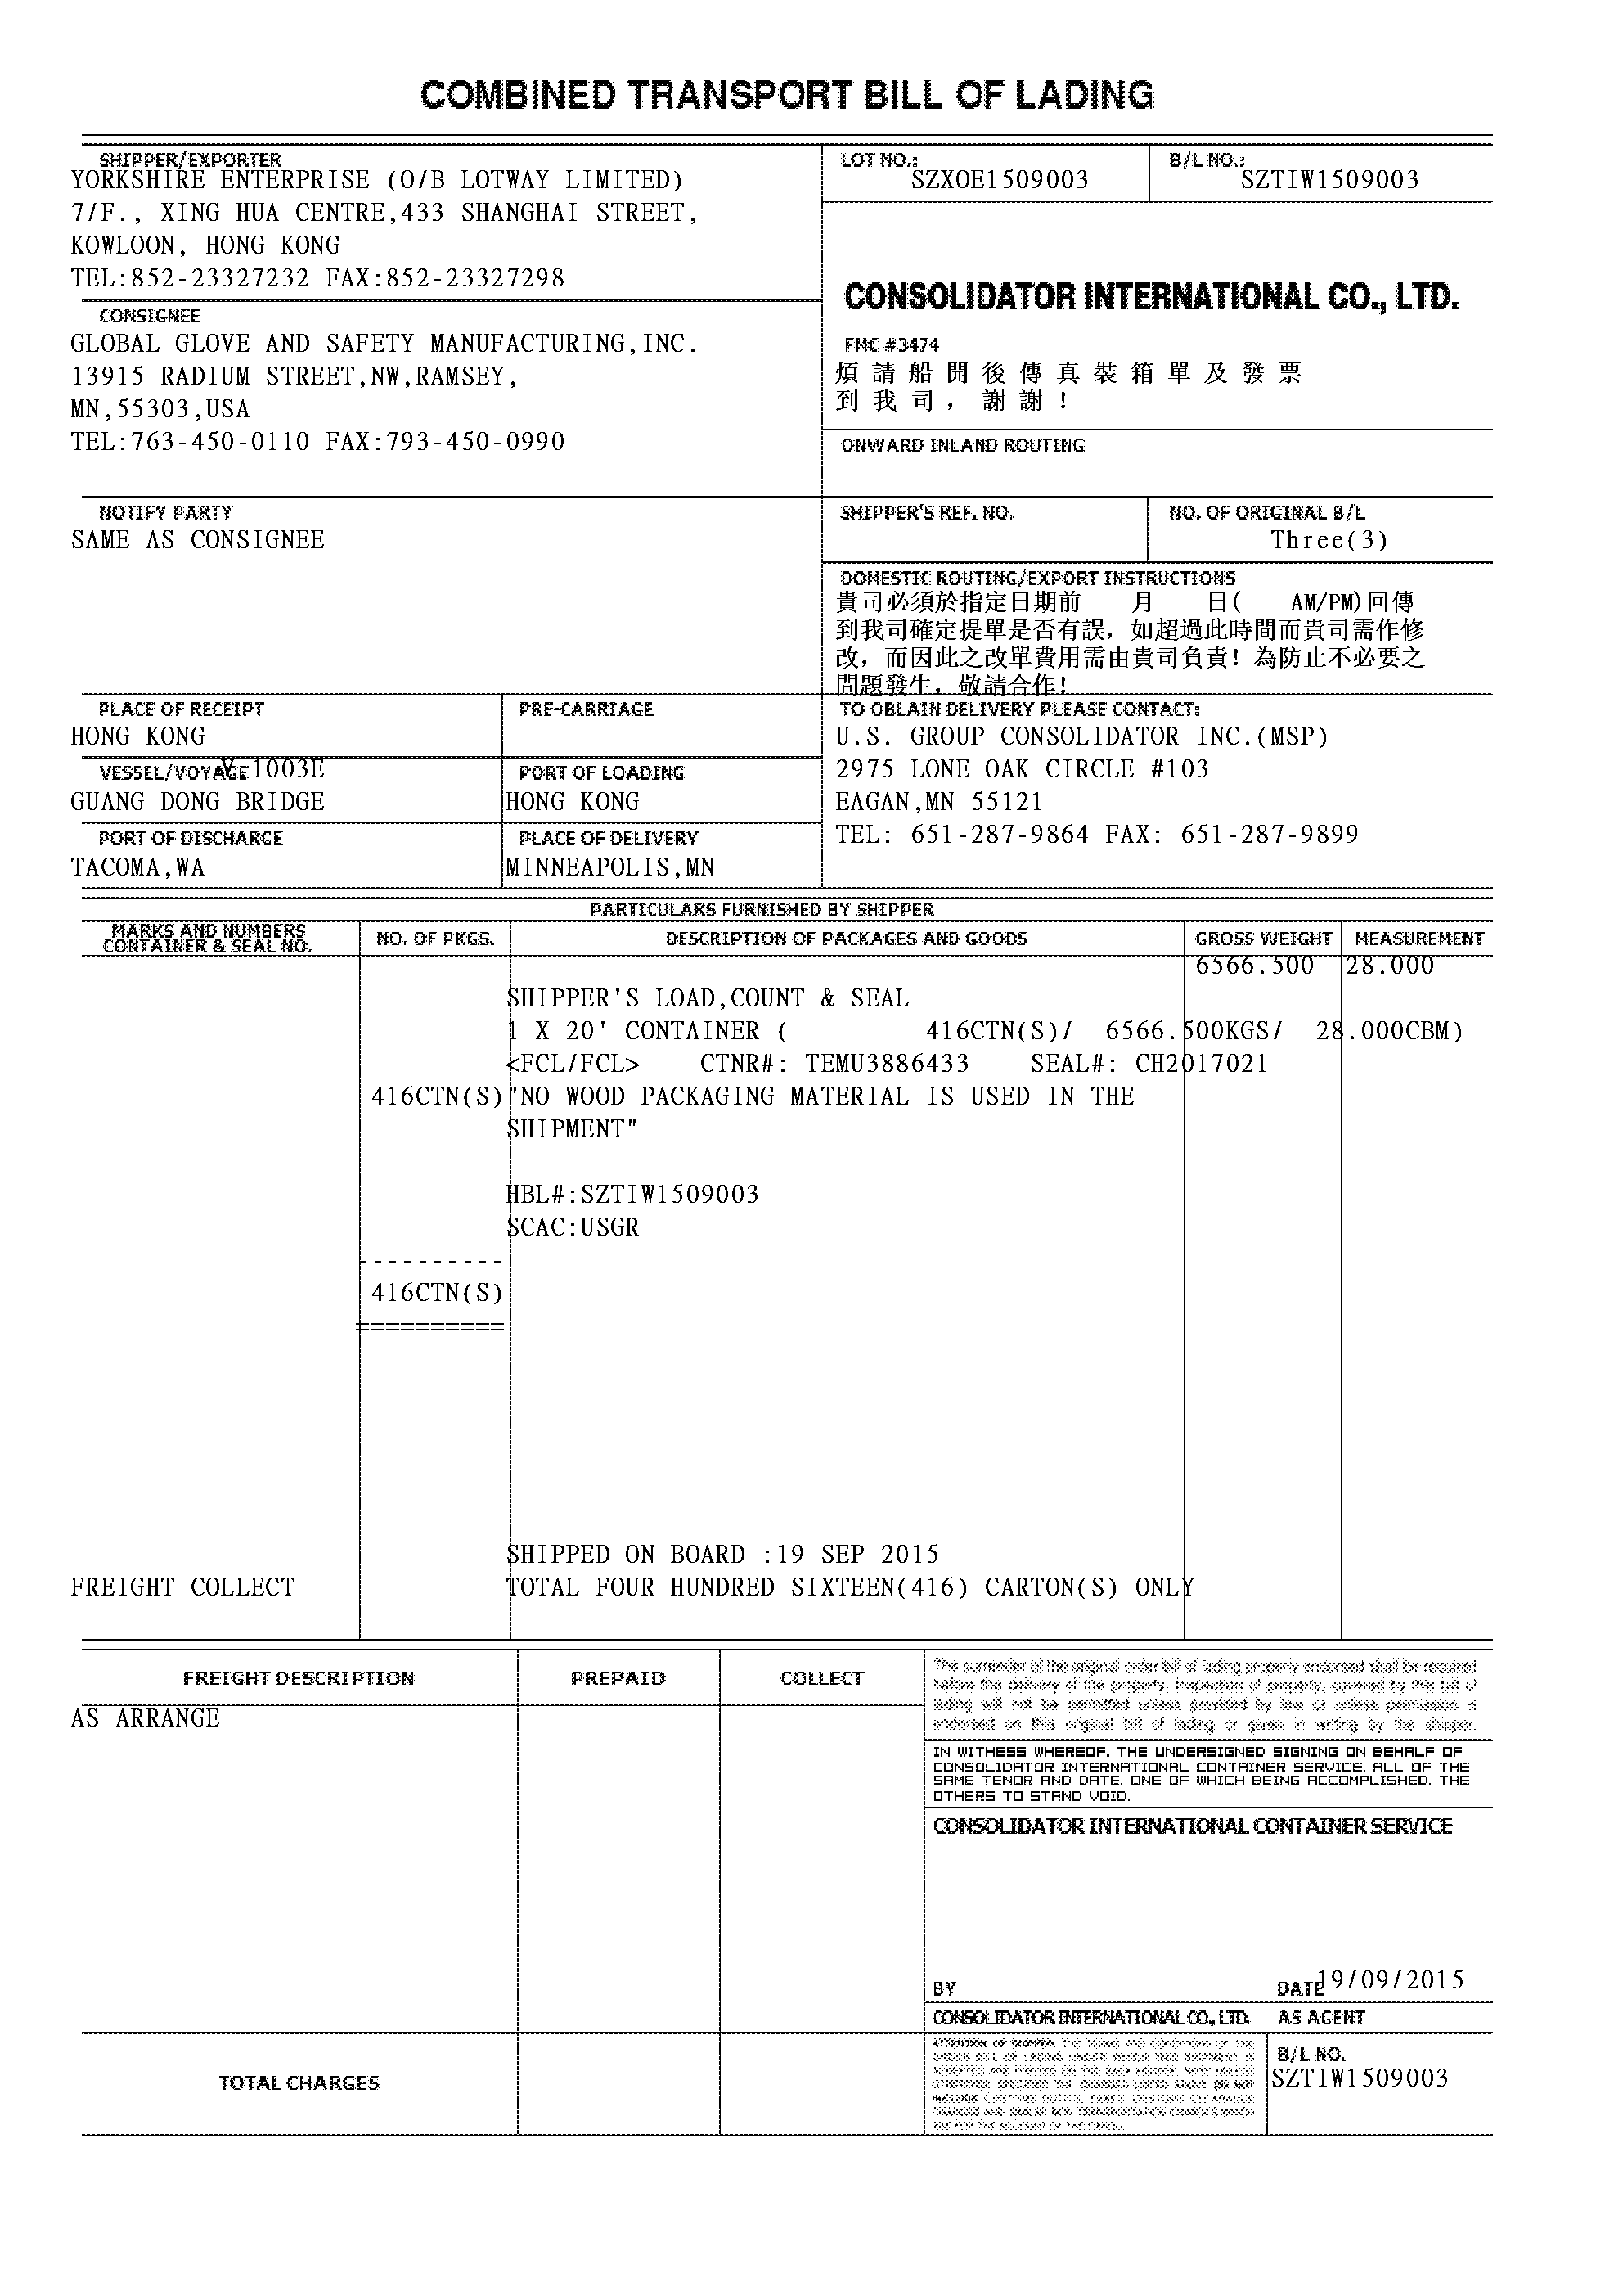 COMBINED TRANSPORT BILL OF LADING
SHIPPER/EXPORTER
YORKSHIRE ENTERPRISE (O/B LOTWAY LIMITED)
7/F., XING HUA CENTRE,433 SHANGHAI STREET,
KOWLOON, HONG KONG
TEL:852-23327232 FAX:852-23327298
LOT NO.:
SZXOE1509003
B/L NO.:
SZTIW1509003
CONSOLIDATOR INTERNATIONAL CO., LTD.
FMC #3474
煩請船開後傳真裝箱單及發票
到我司，謝謝！
CONSIGNEE
GLOBAL GLOVE AND SAFETY MANUFACTURING,INC.
13915 RADIUM STREET,NW,RAMSEY,
MN,55303,USA
TEL:763-450-0110 FAX:793-450-0990
ONWARD INLAND ROUTING
NOTIFY PARTY
SAME AS CONSIGNEE
SHIPPER'S REF. NO.
NO. OF ORIGINAL B/L
Three(3)
DOMESTIC ROUTING/EXPORT INSTRUCTIONS
貴司必須於指定日期前 月 日( AM/PM)回傳
到我司確定提單是否有誤，如超過此時間而貴司需作修
改，而因此之改單費用需由貴司負責！為防止不必要之
問題發生，敬請合作！
PLACE OF RECEIPT
HONG KONG
PRE-CARRIAGE
VESSEL/VOYAGE V.1003E
GUANG DONG BRIDGE
PORT OF LOADING
HONG KONG
PORT OF DISCHARGE
TACOMA,WA
PLACE OF DELIVERY
MINNEAPOLIS,MN
TO OBLAIN DELIVERY PLEASE CONTACT:
U.S. GROUP CONSOLIDATOR INC.(MSP)
2975 LONE OAK CIRCLE #103
EAGAN,MN 55121
TEL: 651-287-9864 FAX: 651-287-9899
PARTICULARS FURNISHED BY SHIPPER
MARKS AND NUMBERS
CONTAINER & SEAL NO.
NO. OF PKGS.
DESCRIPTION OF PACKAGES AND GOODS
GROSS WEIGHT
MEASUREMENT
6566.500 28.000
SHIPPER'S LOAD,COUNT & SEAL
1 X 20' CONTAINER ( 416CTN(S)/ 6566.500KGS/ 28.000CBM)
<FCL/FCL> CTNR#: TEMU3886433 SEAL#: CH2017021
416CTN(S) "NO WOOD PACKAGING MATERIAL IS USED IN THE
SHIPMENT"
HBL#:SZTIW1509003
SCAC:USGR
----------
416CTN(S)
==========
SHIPPED ON BOARD :19 SEP 2015
FREIGHT COLLECT TOTAL FOUR HUNDRED SIXTEEN(416) CARTON(S) ONLY
FREIGHT DESCRIPTION
PREPAID
COLLECT
AS ARRANGE
The surrender of the original order bill of lading properly endorsed shall be required
before the delivery of the property. Inspection of property covered by this bill of
lading will not be permitted unless provided by law or unless permission is
endorsed on this original bill of lading or given in writing by the shipper.
IN WITHESS WHEREOF. THE UNDERSIGNED SIGNING ON BEHALF OF
CONSOLIDATOR INTERNATIONAL CONTAINER SERVICE. ALL OF THE
SAME TENOR AND DATE. ONE OF WHICH BEING ACCOMPLISHED. THE
OTHERS TO STAND VOID.
CONSOLIDATOR INTERNATIONAL CONTAINER SERVICE
BY
DATE 19/09/2015
CONSOLIDATOR INTERNATIONAL CO., LTD. AS AGENT
TOTAL CHARGES
B/L NO.
SZTIW1509003